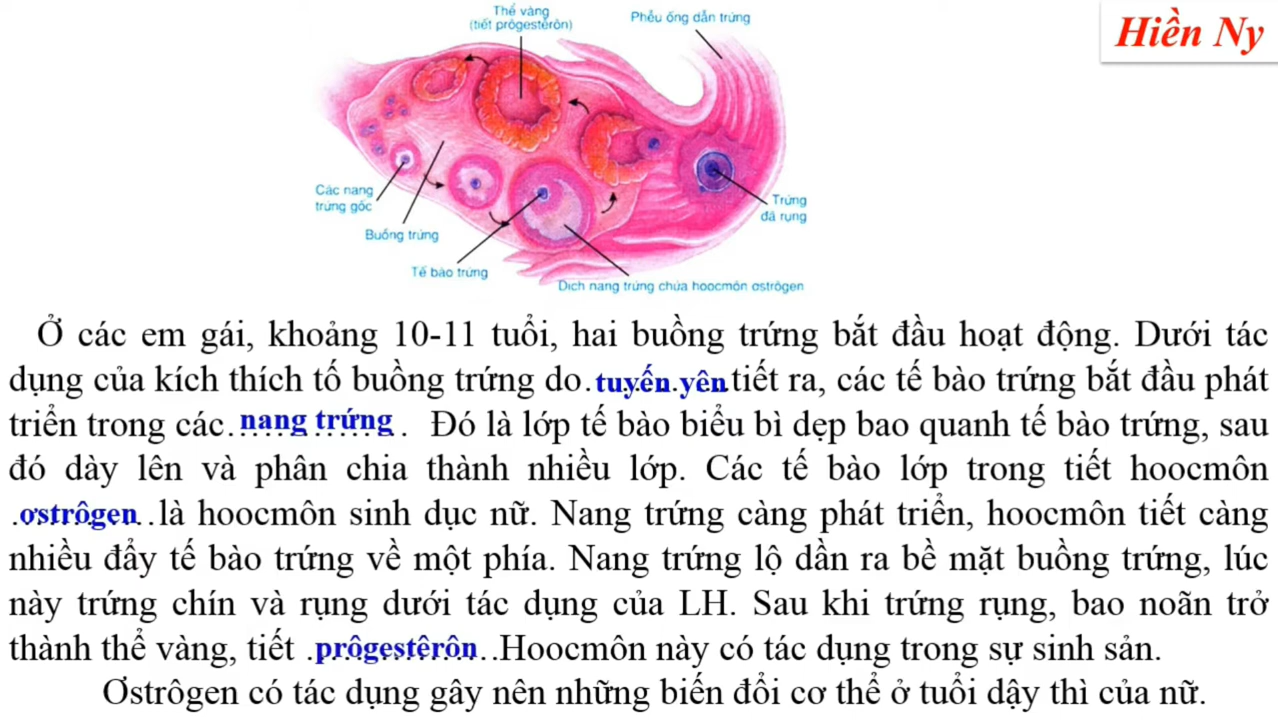 Thể vàng
(tiết prôgestêrôn)
Phễu ống dẫn trứng
Hiền Ny
Các nang
trứng gốc
Trứng
đã rụng
Buồng trứng
Tế bào trứng
Dịch nang trứng chứa hoocmôn ơstrôgen
Ở các em gái, khoảng 10-11 tuổi, hai buồng trứng bắt đầu hoạt động. Dưới tác
dụng của kích thích tố buồng trứng do.tuyến.yên tiết ra, các tế bào trứng bắt đầu phát
triển trong các...nang trứng. Đó là lớp tế bào biểu bì dẹp bao quanh tế bào trứng, sau
đó dày lên và phân chia thành nhiều lớp. Các tế bào lớp trong tiết hoocmôn
.ơstrôgen..là hoocmôn sinh dục nữ. Nang trứng càng phát triển, hoocmôn tiết càng
nhiều đẩy tế bào trứng về một phía. Nang trứng lộ dần ra bề mặt buồng trứng, lúc
này trứng chín và rụng dưới tác dụng của LH. Sau khi trứng rụng, bao noãn trở
thành thể vàng, tiết .prôgestêrôn..Hoocmôn này có tác dụng trong sự sinh sản.
Ơstrôgen có tác dụng gây nên những biến đổi cơ thể ở tuổi dậy thì của nữ.